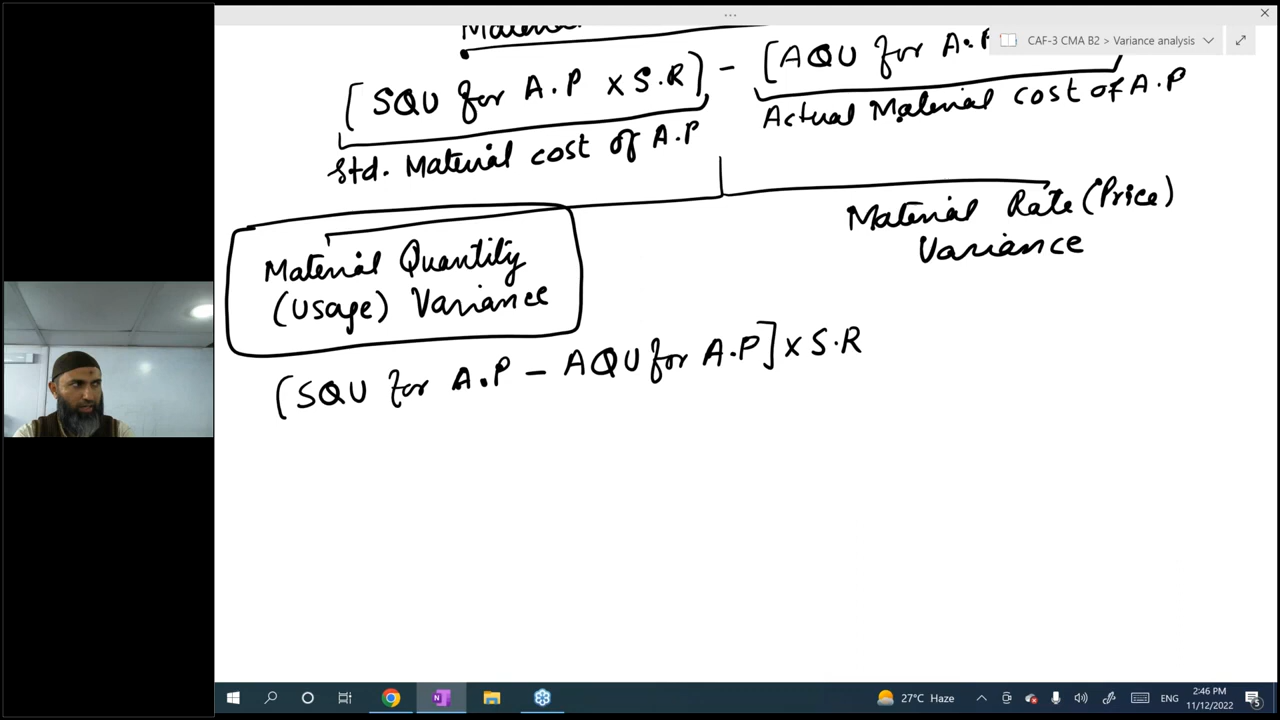 Material
CAF-3 CMA B2 > Variance analysis
[SQU for A.P x S.R] - [AQU for A.P
Std. Material cost of A.P
Actual Material cost of A.P
Material Quantity
(Usage) Variance
Material Rate (Price)
Variance
[SQU for A.P - AQU for A.P] x S.R
27°C Haze
ENG
2:46 PM
11/12/2022
5